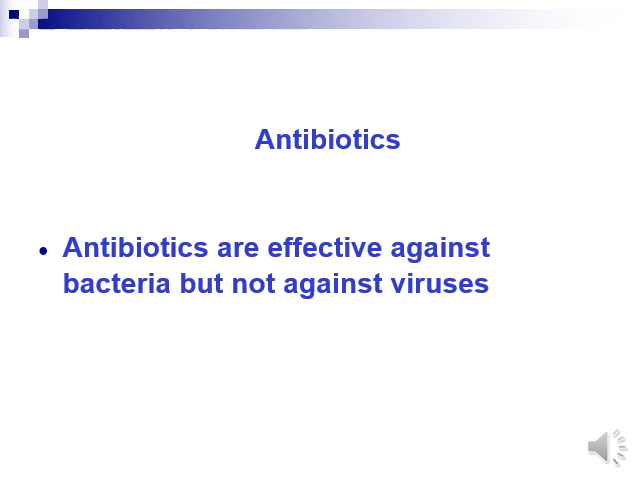 Antibiotics
• Antibiotics are effective against
bacteria but not against viruses